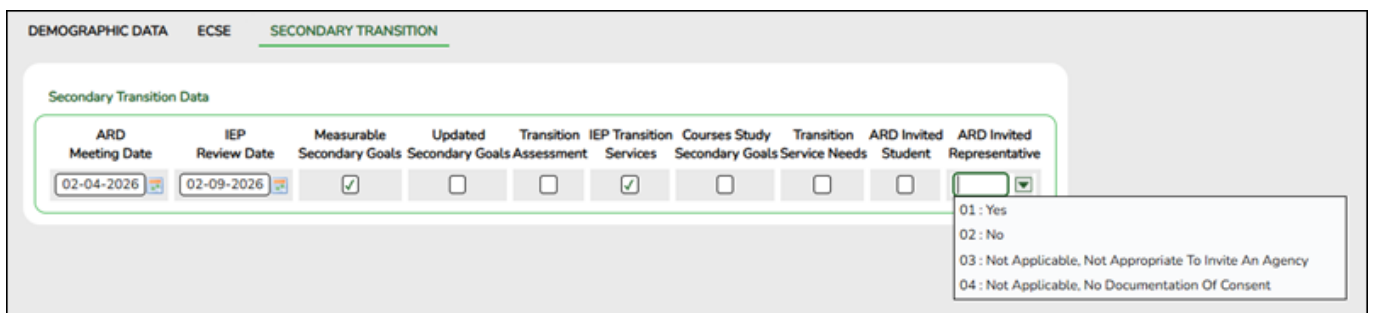 DEMOGRAPHIC DATA ECSE SECONDARY TRANSITION
Secondary Transition Data
ARD IEP Measurable Updated Transition IEP Transition Courses Study Transition ARD Invited ARD Invited
Meeting Date Review Date Secondary Goals Secondary Goals Assessment Services Secondary Goals Service Needs Student Representative
02-04-2026 02-09-2026
01 : Yes
02 : No
03 : Not Applicable, Not Appropriate To Invite An Agency
04 : Not Applicable, No Documentation Of Consent